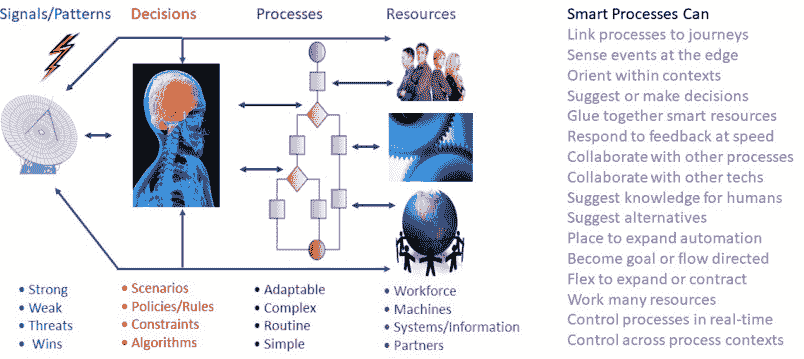 Signals/Patterns
Decisions
Processes
Resources
Strong
Weak
Threats
Wins
Scenarios
Policies/Rules
Constraints
Algorithms
Adaptable
Complex
Routine
Simple
Workforce
Machines
Systems/Information
Partners
Smart Processes Can
Link processes to journeys
Sense events at the edge
Orient within contexts
Suggest or make decisions
Glue together smart resources
Respond to feedback at speed
Collaborate with other processes
Collaborate with other techs
Suggest knowledge for humans
Suggest alternatives
Place to expand automation
Become goal or flow directed
Flex to expand or contract
Work many resources
Control processes in real-time
Control across process contexts